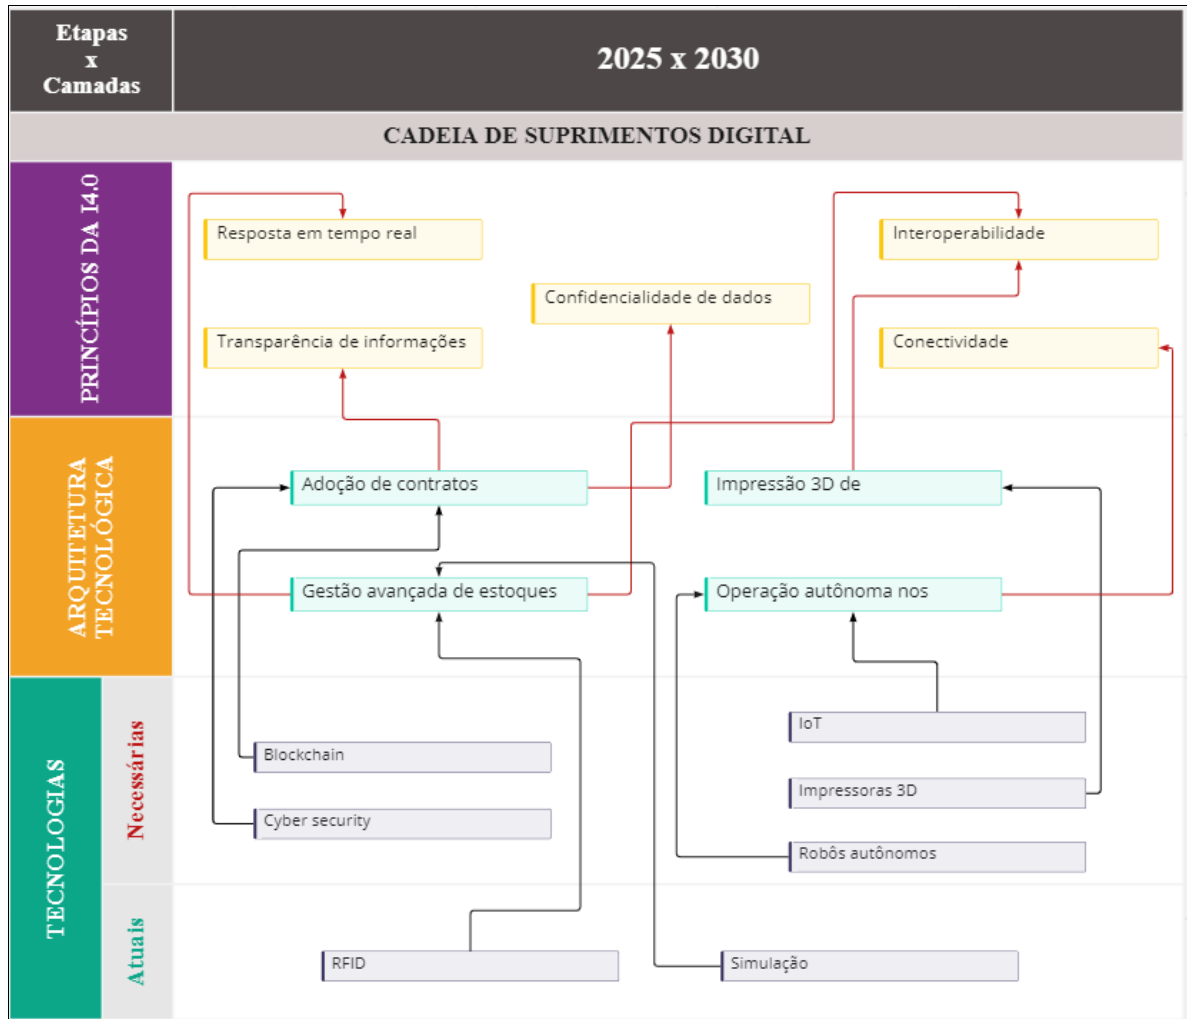 Etapas
x
Camadas
2025 x 2030
CADEIA DE SUPRIMENTOS DIGITAL
PRINCÍPIOS DA I4.0
Resposta em tempo real
Interoperabilidade
Confidencialidade de dados
Transparência de informações
Conectividade
ARQUITETURA
TECNOLÓGICA
Adoção de contratos
Impressão 3D de
Gestão avançada de estoques
Operação autônoma nos
TECNOLOGIAS
Necessárias
IoT
Blockchain
Impressoras 3D
Cyber security
Robôs autônomos
Atuais
RFID
Simulação